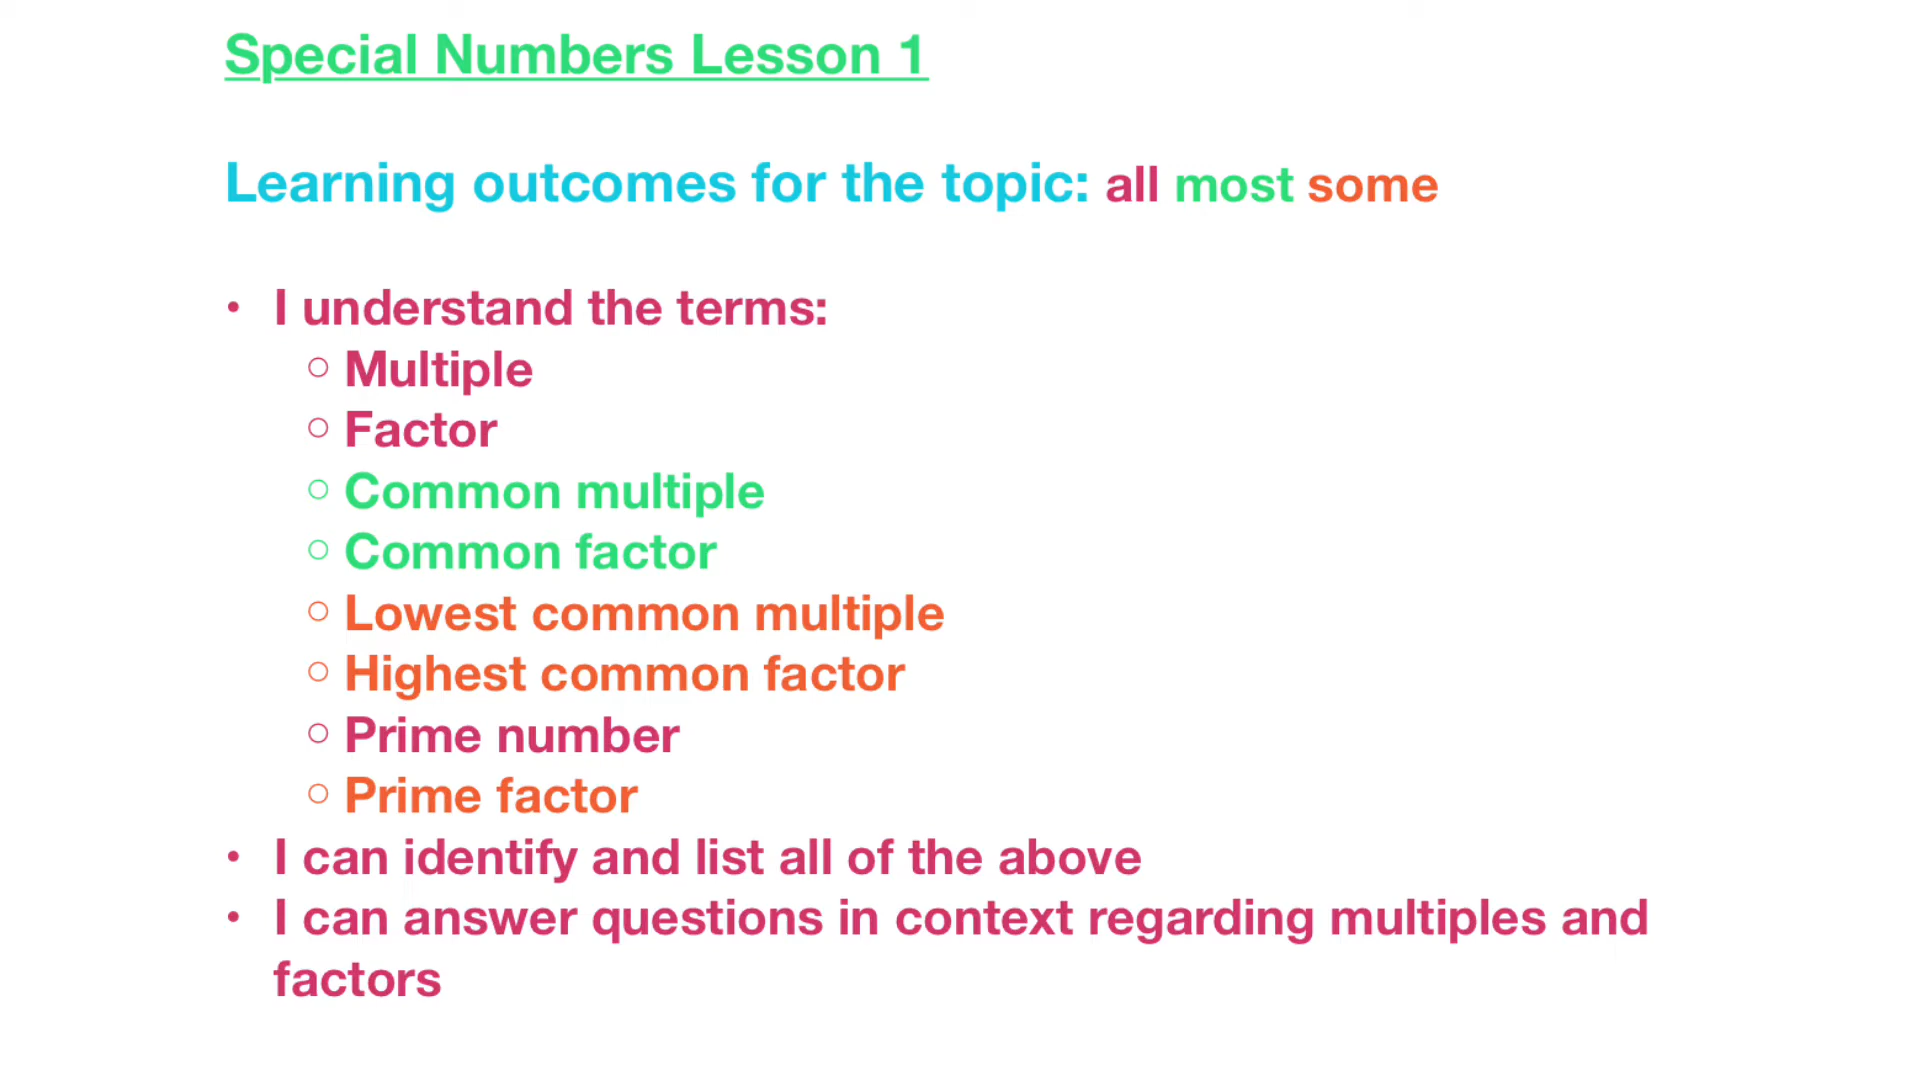 Special Numbers Lesson 1
Learning outcomes for the topic: all most some
• I understand the terms:
○ Multiple
○ Factor
○ Common multiple
○ Common factor
○ Lowest common multiple
○ Highest common factor
○ Prime number
○ Prime factor
• I can identify and list all of the above
• I can answer questions in context regarding multiples and
factors